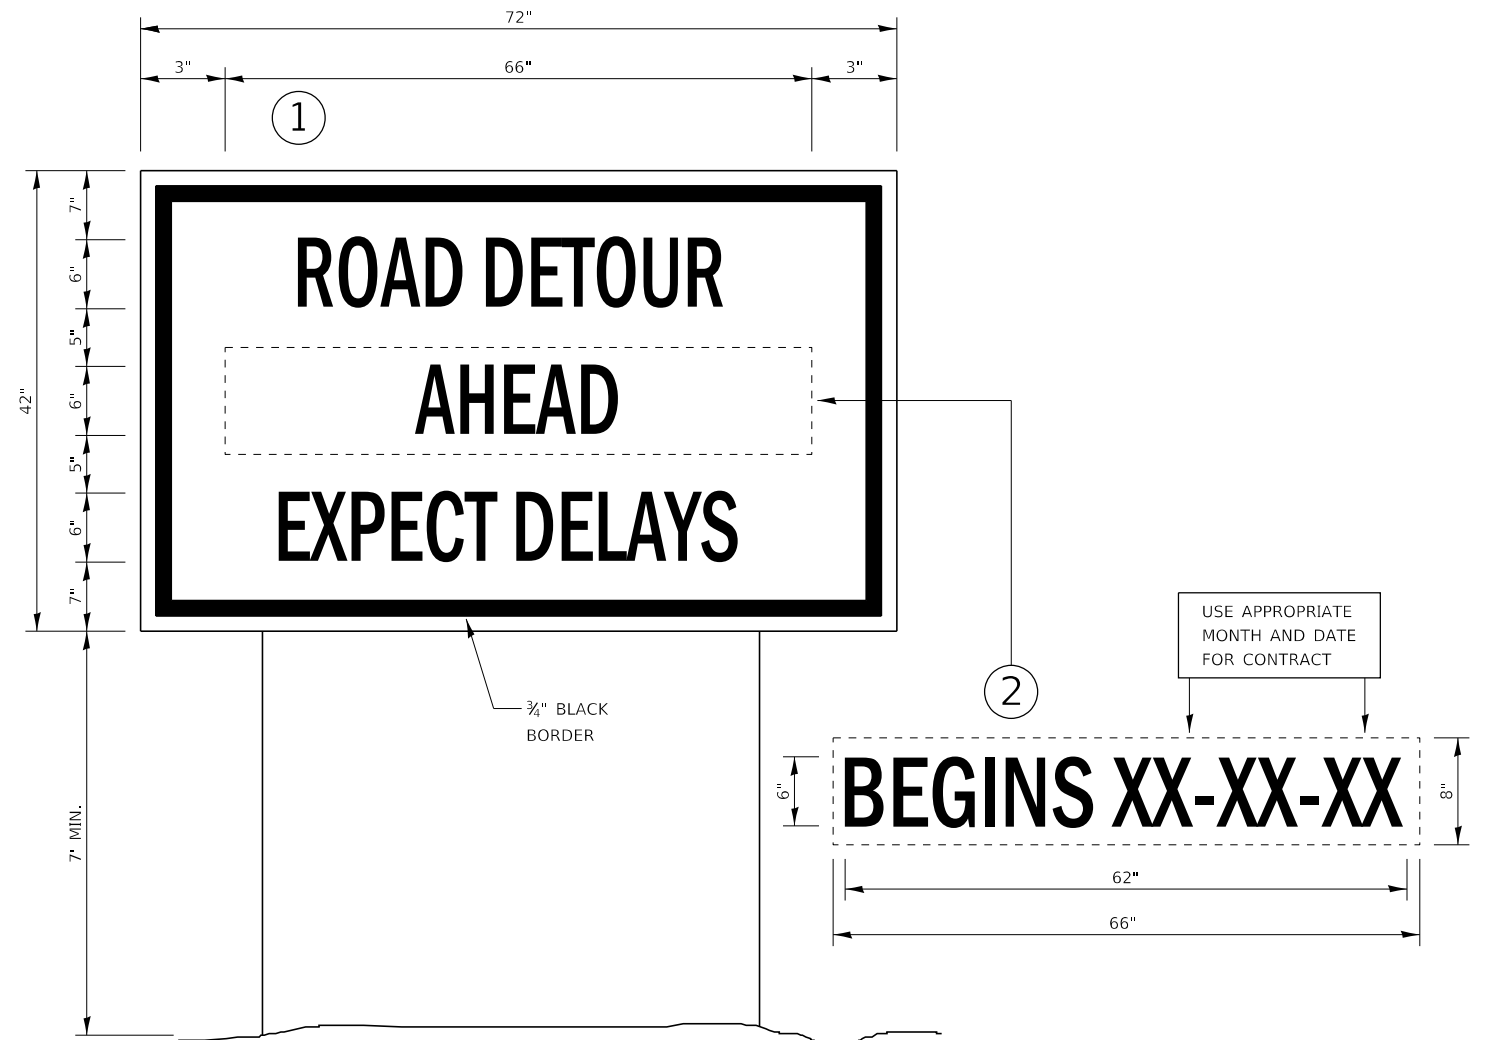 72"
3" 66" 3"
1
7"
6"
5"
6"
5"
6"
7"
42"
7' MIN.
ROAD DETOUR
AHEAD
EXPECT DELAYS
¾" BLACK
BORDER
2
USE APPROPRIATE
MONTH AND DATE
FOR CONTRACT
6"
BEGINS XX-XX-XX
8"
62"
66"